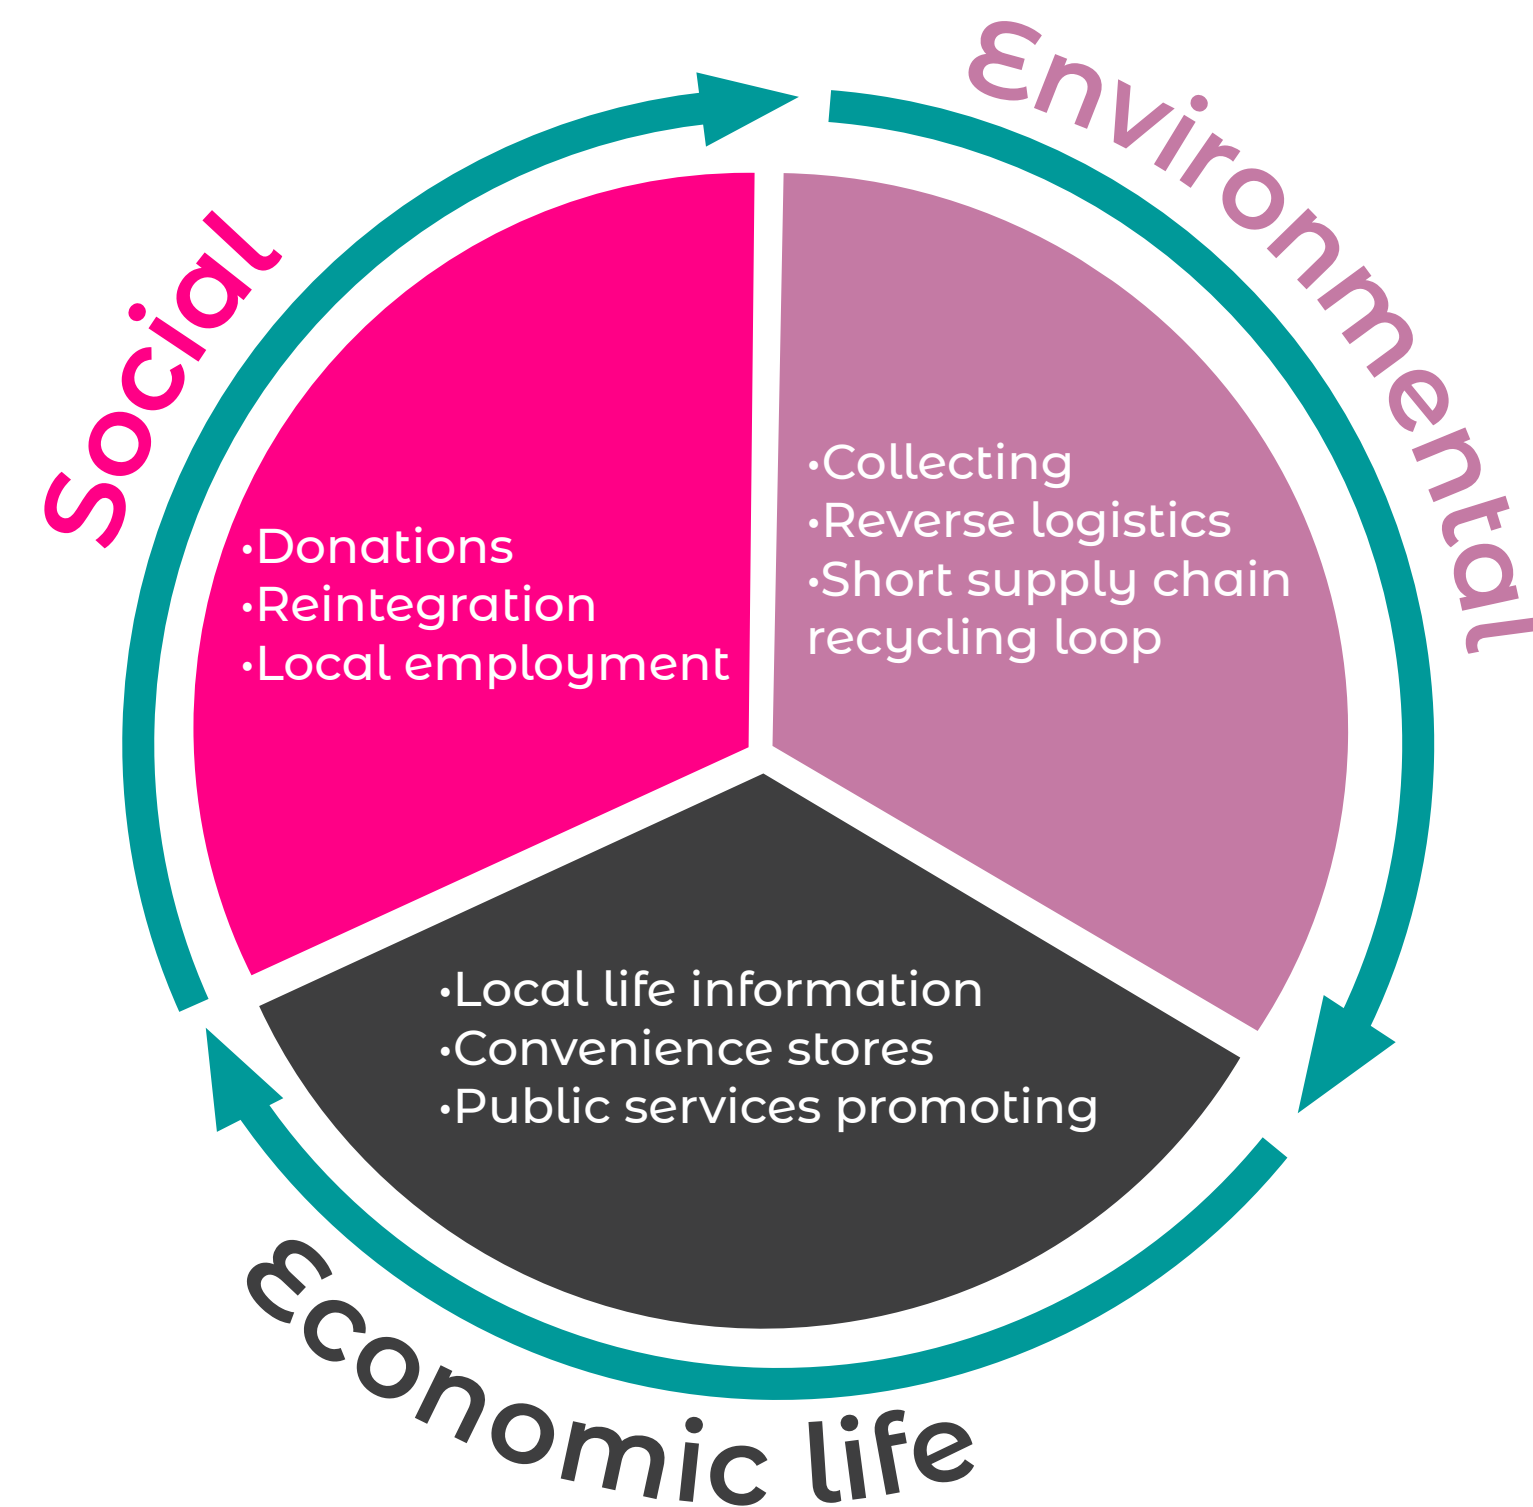 Social
•Donations
•Reintegration
•Local employment
Environmental
•Collecting
•Reverse logistics
•Short supply chain
recycling loop
•Local life information
•Convenience stores
•Public services promoting
Economic life